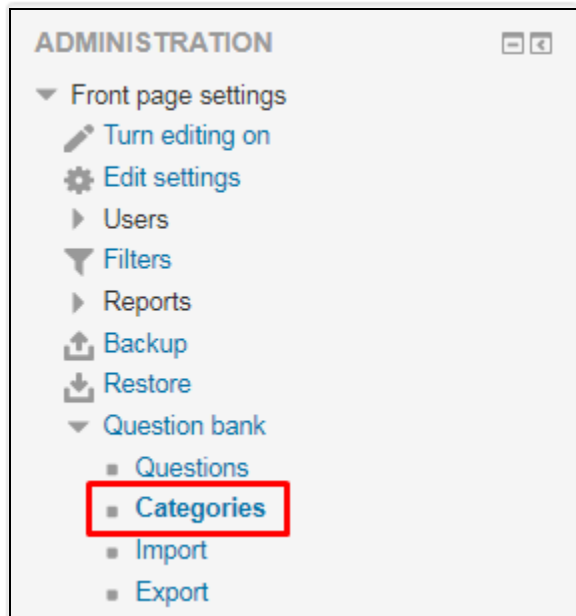 ADMINISTRATION
Front page settings
Turn editing on
Edit settings
Users
Filters
Reports
Backup
Restore
Question bank
Questions
Categories
Import
Export